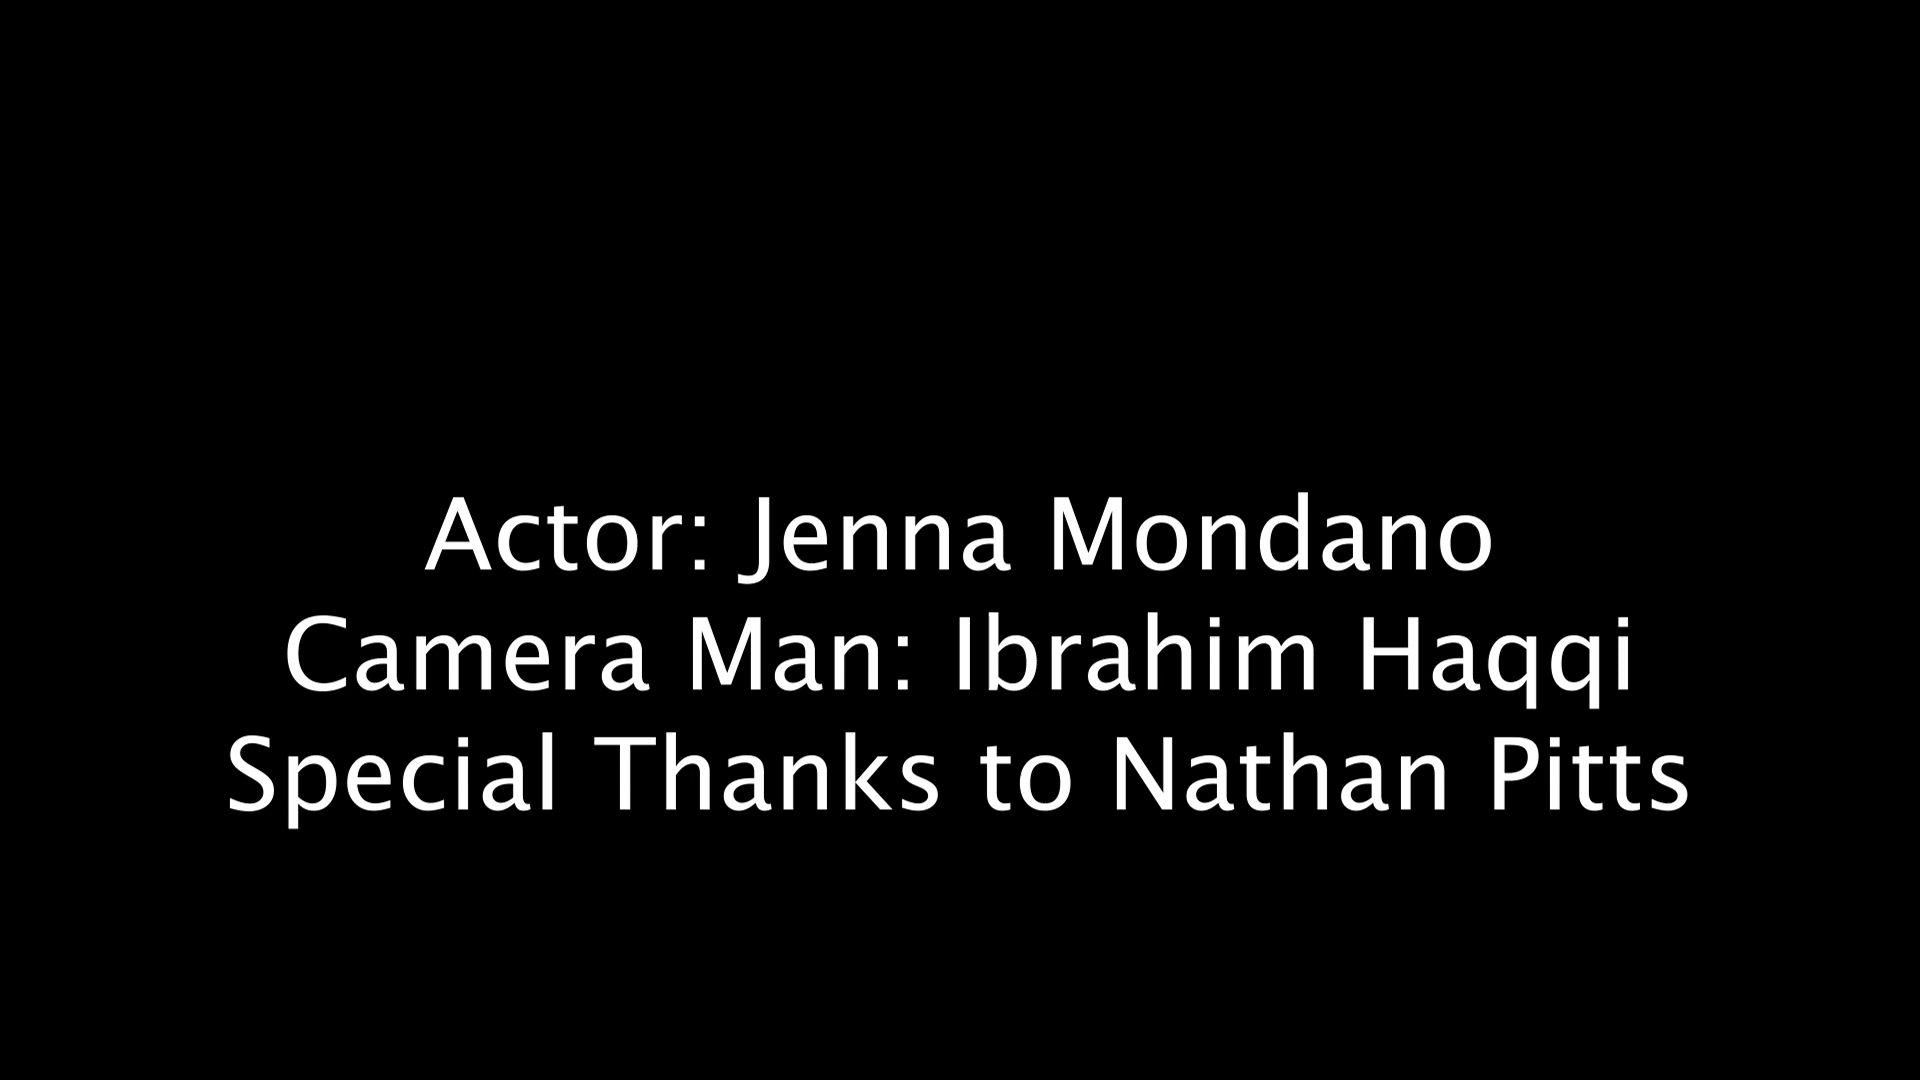 Actor: Jenna Mondano
Camera Man: Ibrahim Haqqi
Special Thanks to Nathan Pitts